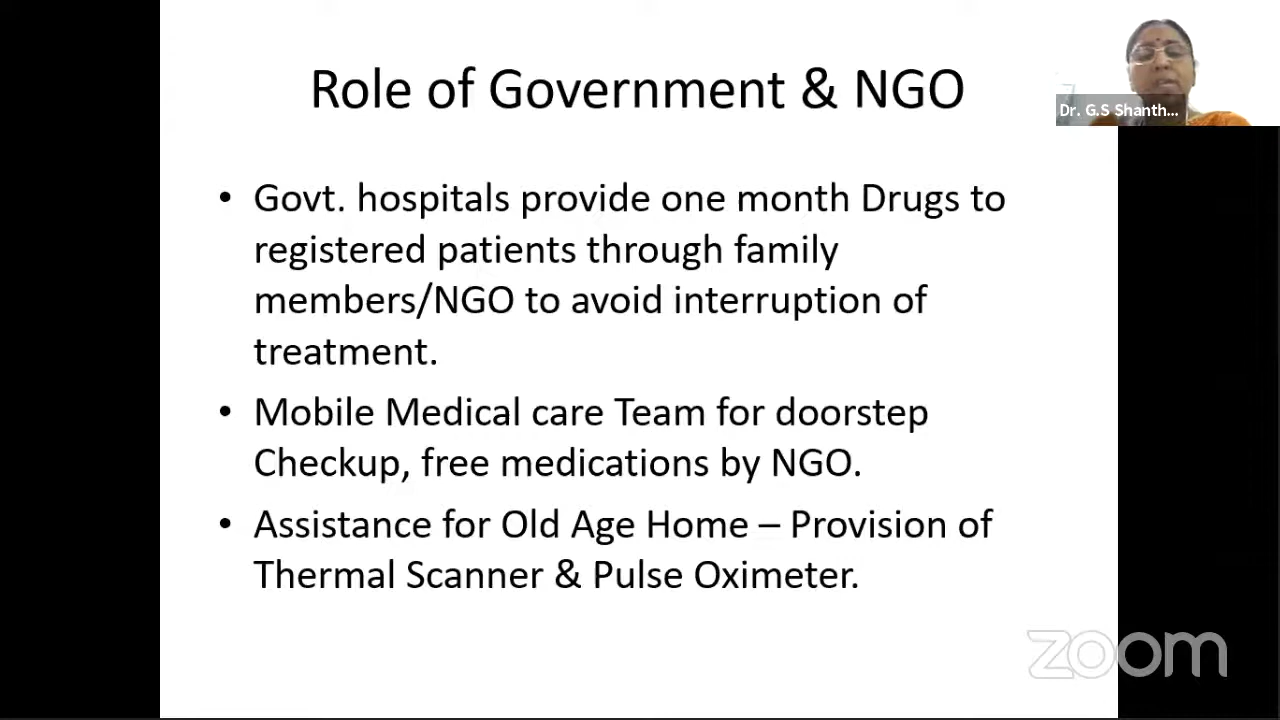 Role of Government & NGO
Dr. G.S Shanth...
• Govt. hospitals provide one month Drugs to
registered patients through family
members/NGO to avoid interruption of
treatment.
• Mobile Medical care Team for doorstep
Checkup, free medications by NGO.
• Assistance for Old Age Home – Provision of
Thermal Scanner & Pulse Oximeter.
zoom